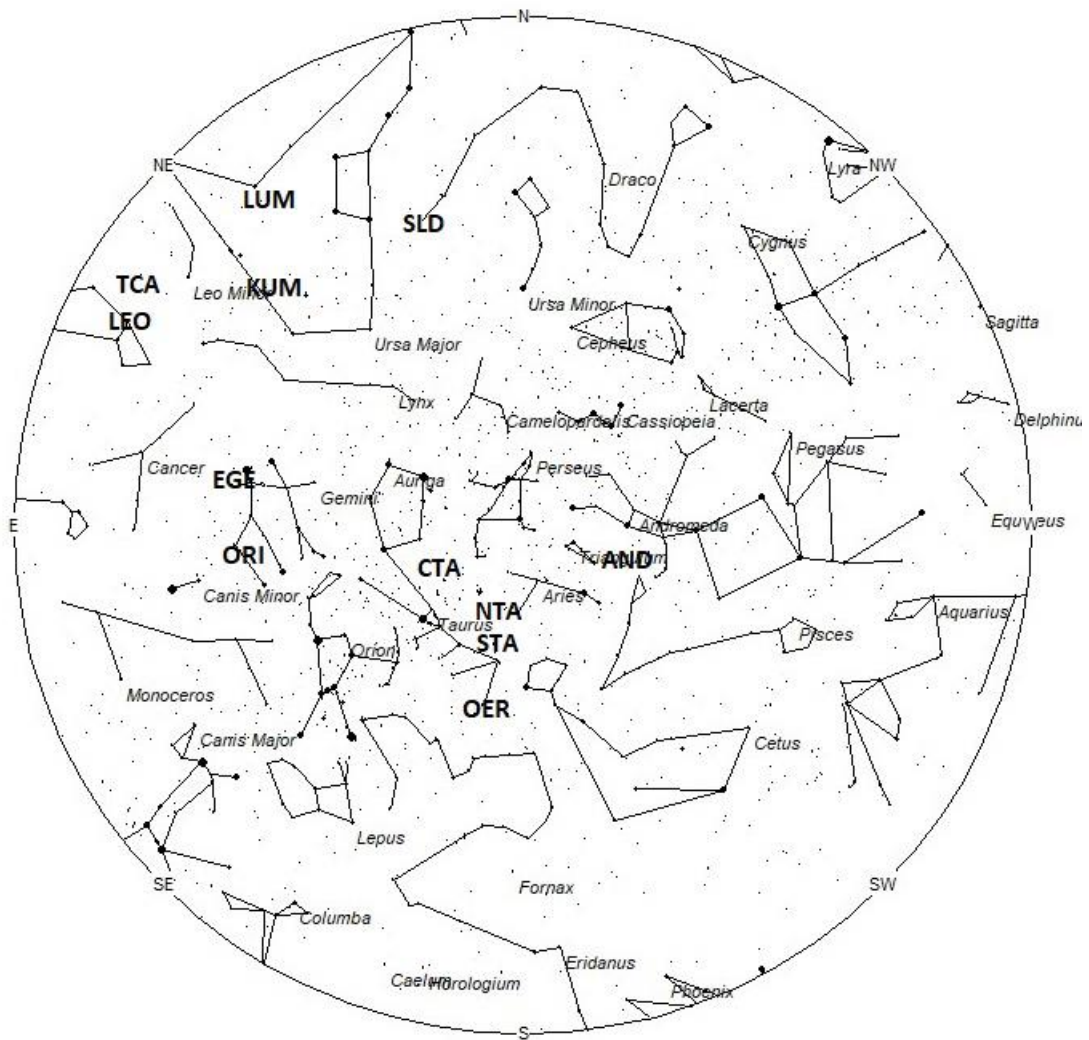 N
NE
NW
LUM
Draco
Lyra
SLD
Cygnus
TCA
Leo Minor
KUM
LEO
Ursa Minor
Sagitta
Cepheus
Ursa Major
Lynx
Camelopardalis
Cassiopeia
Lacerta
Delphinu
Cancer
Perseus
Pegasus
EGE
Gemini
Auriga
E
Andromeda
Equuleus
W
ORI
CTA
Triangulum
AND
Canis Minor
Aries
NTA
Taurus
Aquarius
STA
Pisces
Orion
Monoceros
OER
Canis Major
Cetus
Lepus
SE
Fornax
SW
Columba
Eridanus
Caelum
Horologium
Phoenix
S